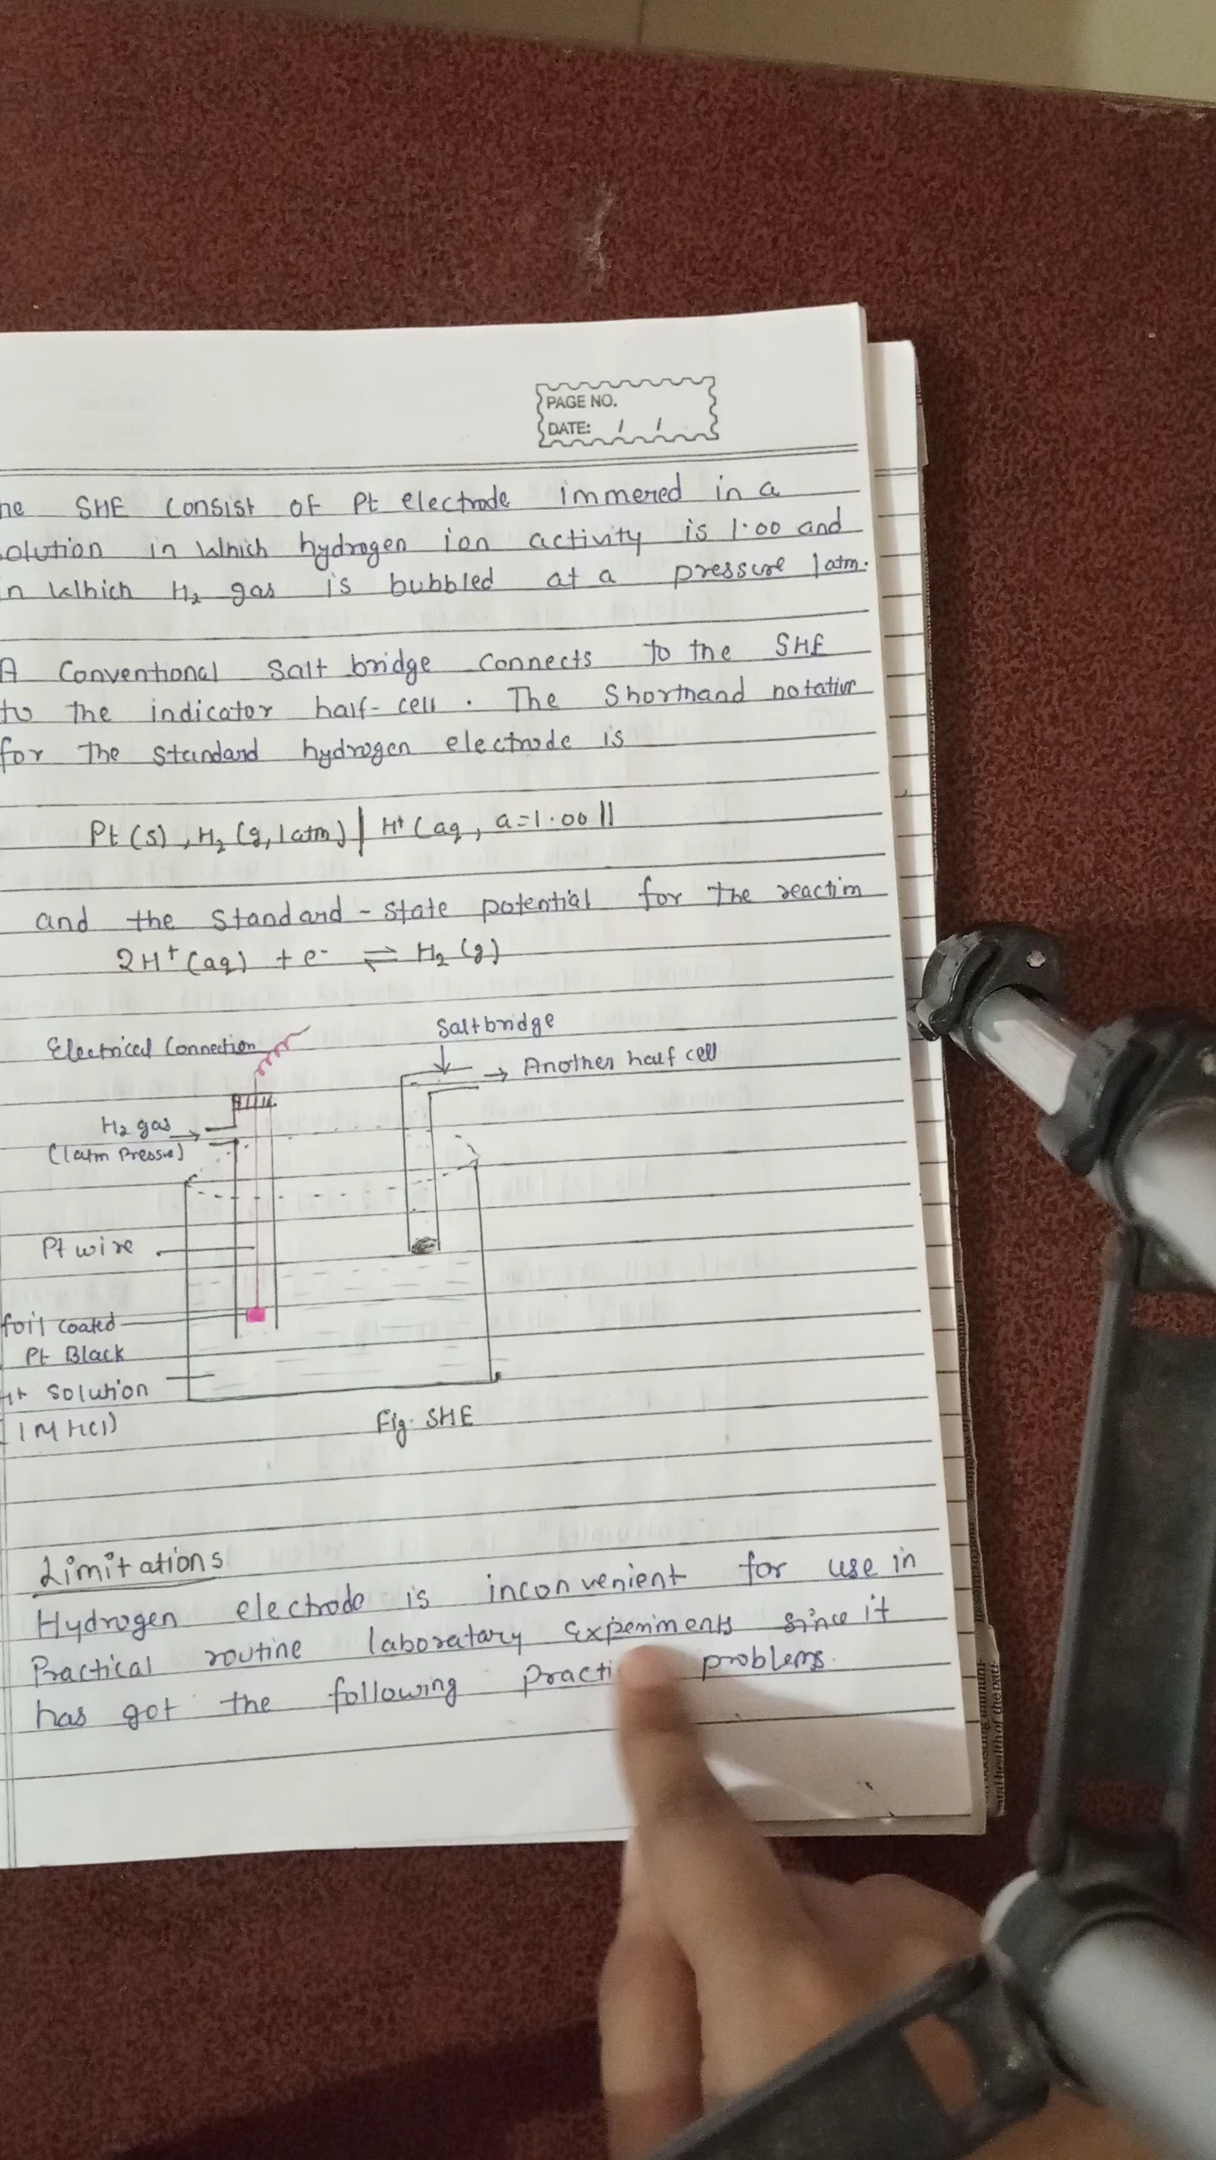 PAGE NO.
DATE: / /
he SHE Consist of Pt electrode immered in a
olution in which hydrogen ion activity is 1.00 and
n which H₂ gas is bubbled at a pressure 1atm.
A Conventional Salt bridge connects to the SHE
to the indicator half-cell. The Shorthand notation
for the standard hydrogen electrode is
Pt(s), H₂ (g, 1atm) | H⁺ (aq, a=1.00 ||
and the Standard-state potential for the reaction
2H⁺ (aq) + e⁻ ⇌ H₂ (g)
Saltbridge
Electrical Connection
→ Another half cell
H₂ gas
(1atm Pressure)
Pt wire
foil coated
Pt Black
H+ Solution
1M HCl)
Fig. SHE
Limitations
Hydrogen electrode is inconvenient for use in
Practical routine laboratary experiments since it
has got the following practi problems.